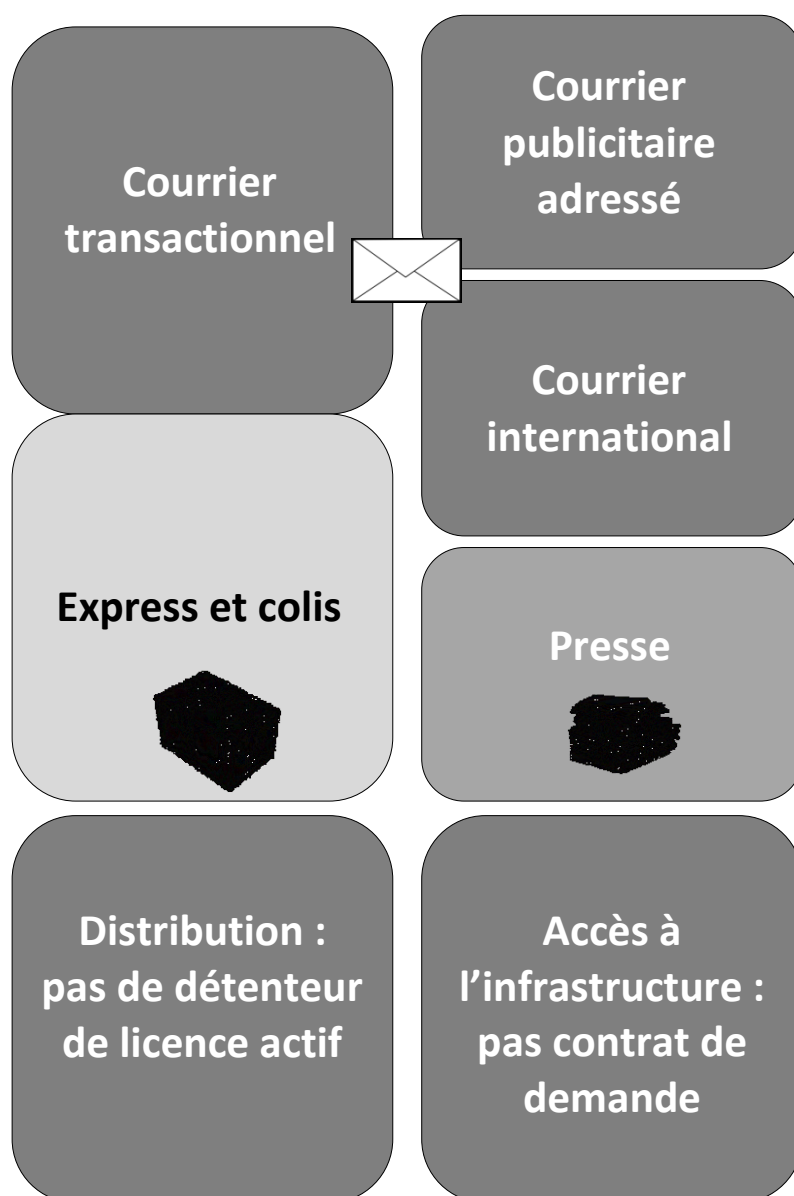 Courrier
transactionnel
Courrier
publicitaire
adressé
Courrier
international
Express et colis
Presse
Distribution :
pas de détenteur
de licence actif
Accès à
l’infrastructure :
pas contrat de
demande